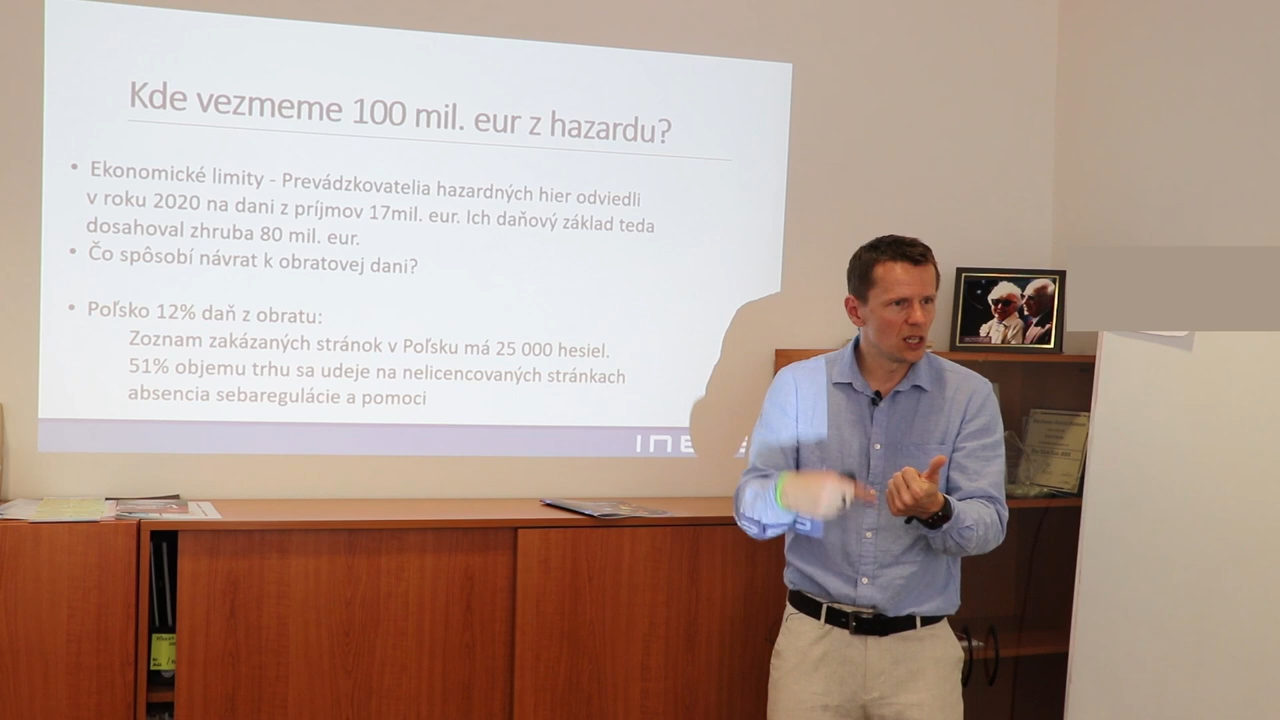 Kde vezmeme 100 mil. eur z hazardu?
• Ekonomické limity - Prevádzkovatelia hazardných hier odviedli
v roku 2020 na dani z príjmov 17mil. eur. Ich daňový základ teda
dosahoval zhruba 80 mil. eur.
• Čo spôsobí návrat k obratovej dani?
• Poľsko 12% daň z obratu:
Zoznam zakázaných stránok v Poľsku má 25 000 hesiel.
51% objemu trhu sa udeje na nelicencovaných stránkach
absencia sebaregulácie a pomoci